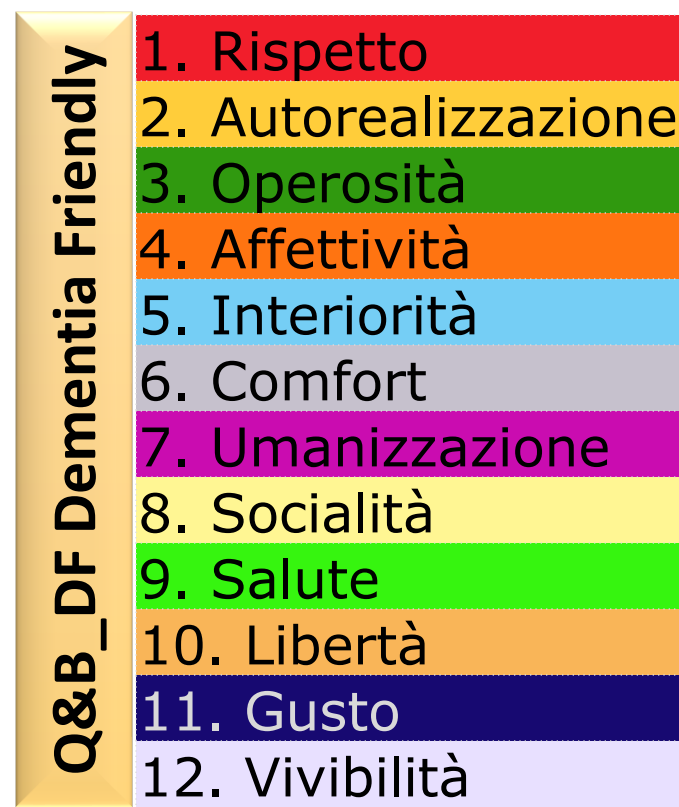 Q&B_DF Dementia Friendly
1. Rispetto
2. Autorealizzazione
3. Operosità
4. Affettività
5. Interiorità
6. Comfort
7. Umanizzazione
8. Socialità
9. Salute
10. Libertà
11. Gusto
12. Vivibilità